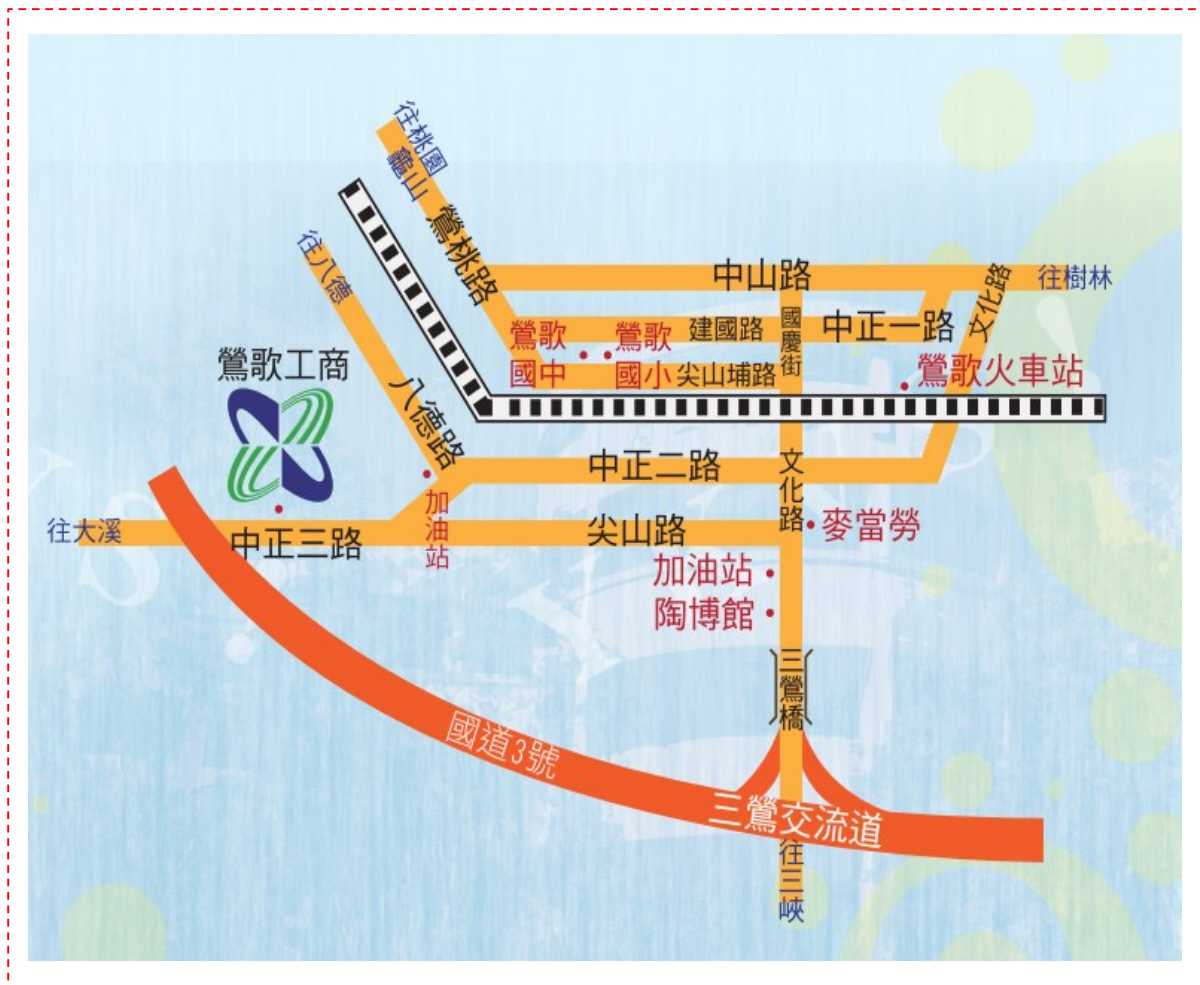 往桃園
龜山
鶯桃路
往八德
中山路
往樹林
文化路
國慶街
建國路
中正一路
鶯歌
國中
鶯歌
國小
尖山埔路
鶯歌火車站
鶯歌工商
八德路
中正二路
文化路
加油站
往大溪
中正三路
尖山路
麥當勞
加油站
陶博館
三鶯橋
國道3號
三鶯交流道
往三峽